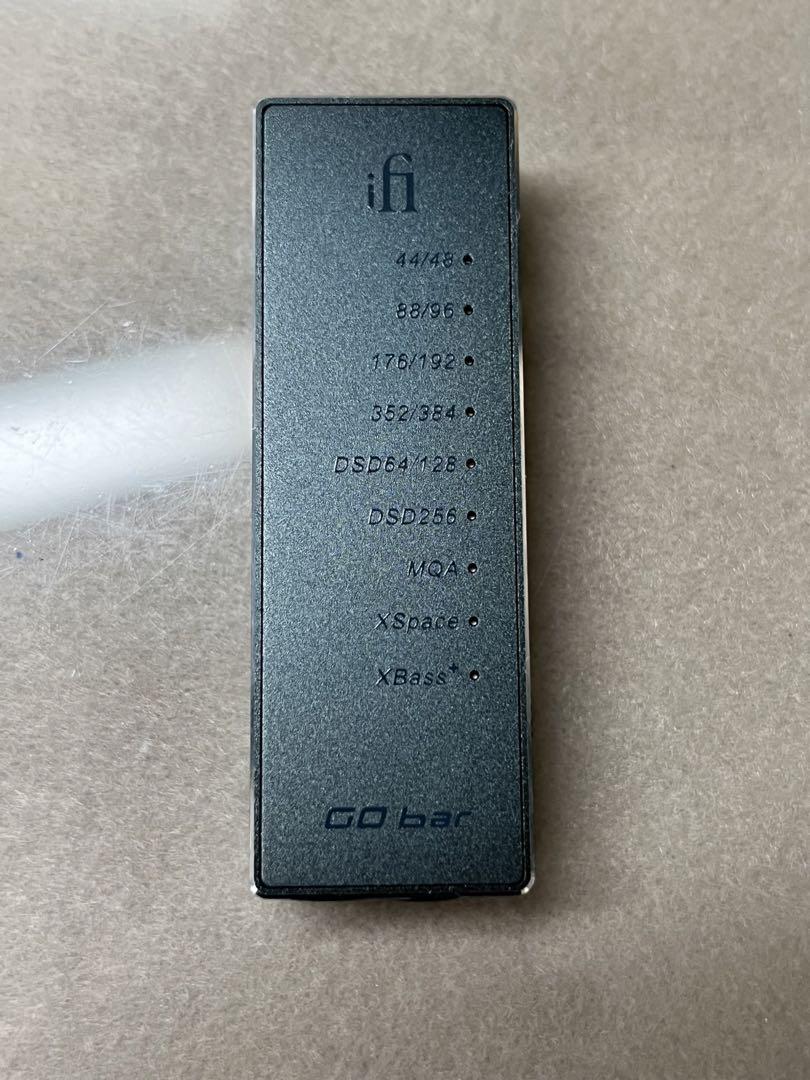 ifi
44/48
88/96
176/192
352/384
DSD64/128
DSD256
MQA
XSpace
XBass+
GO bar